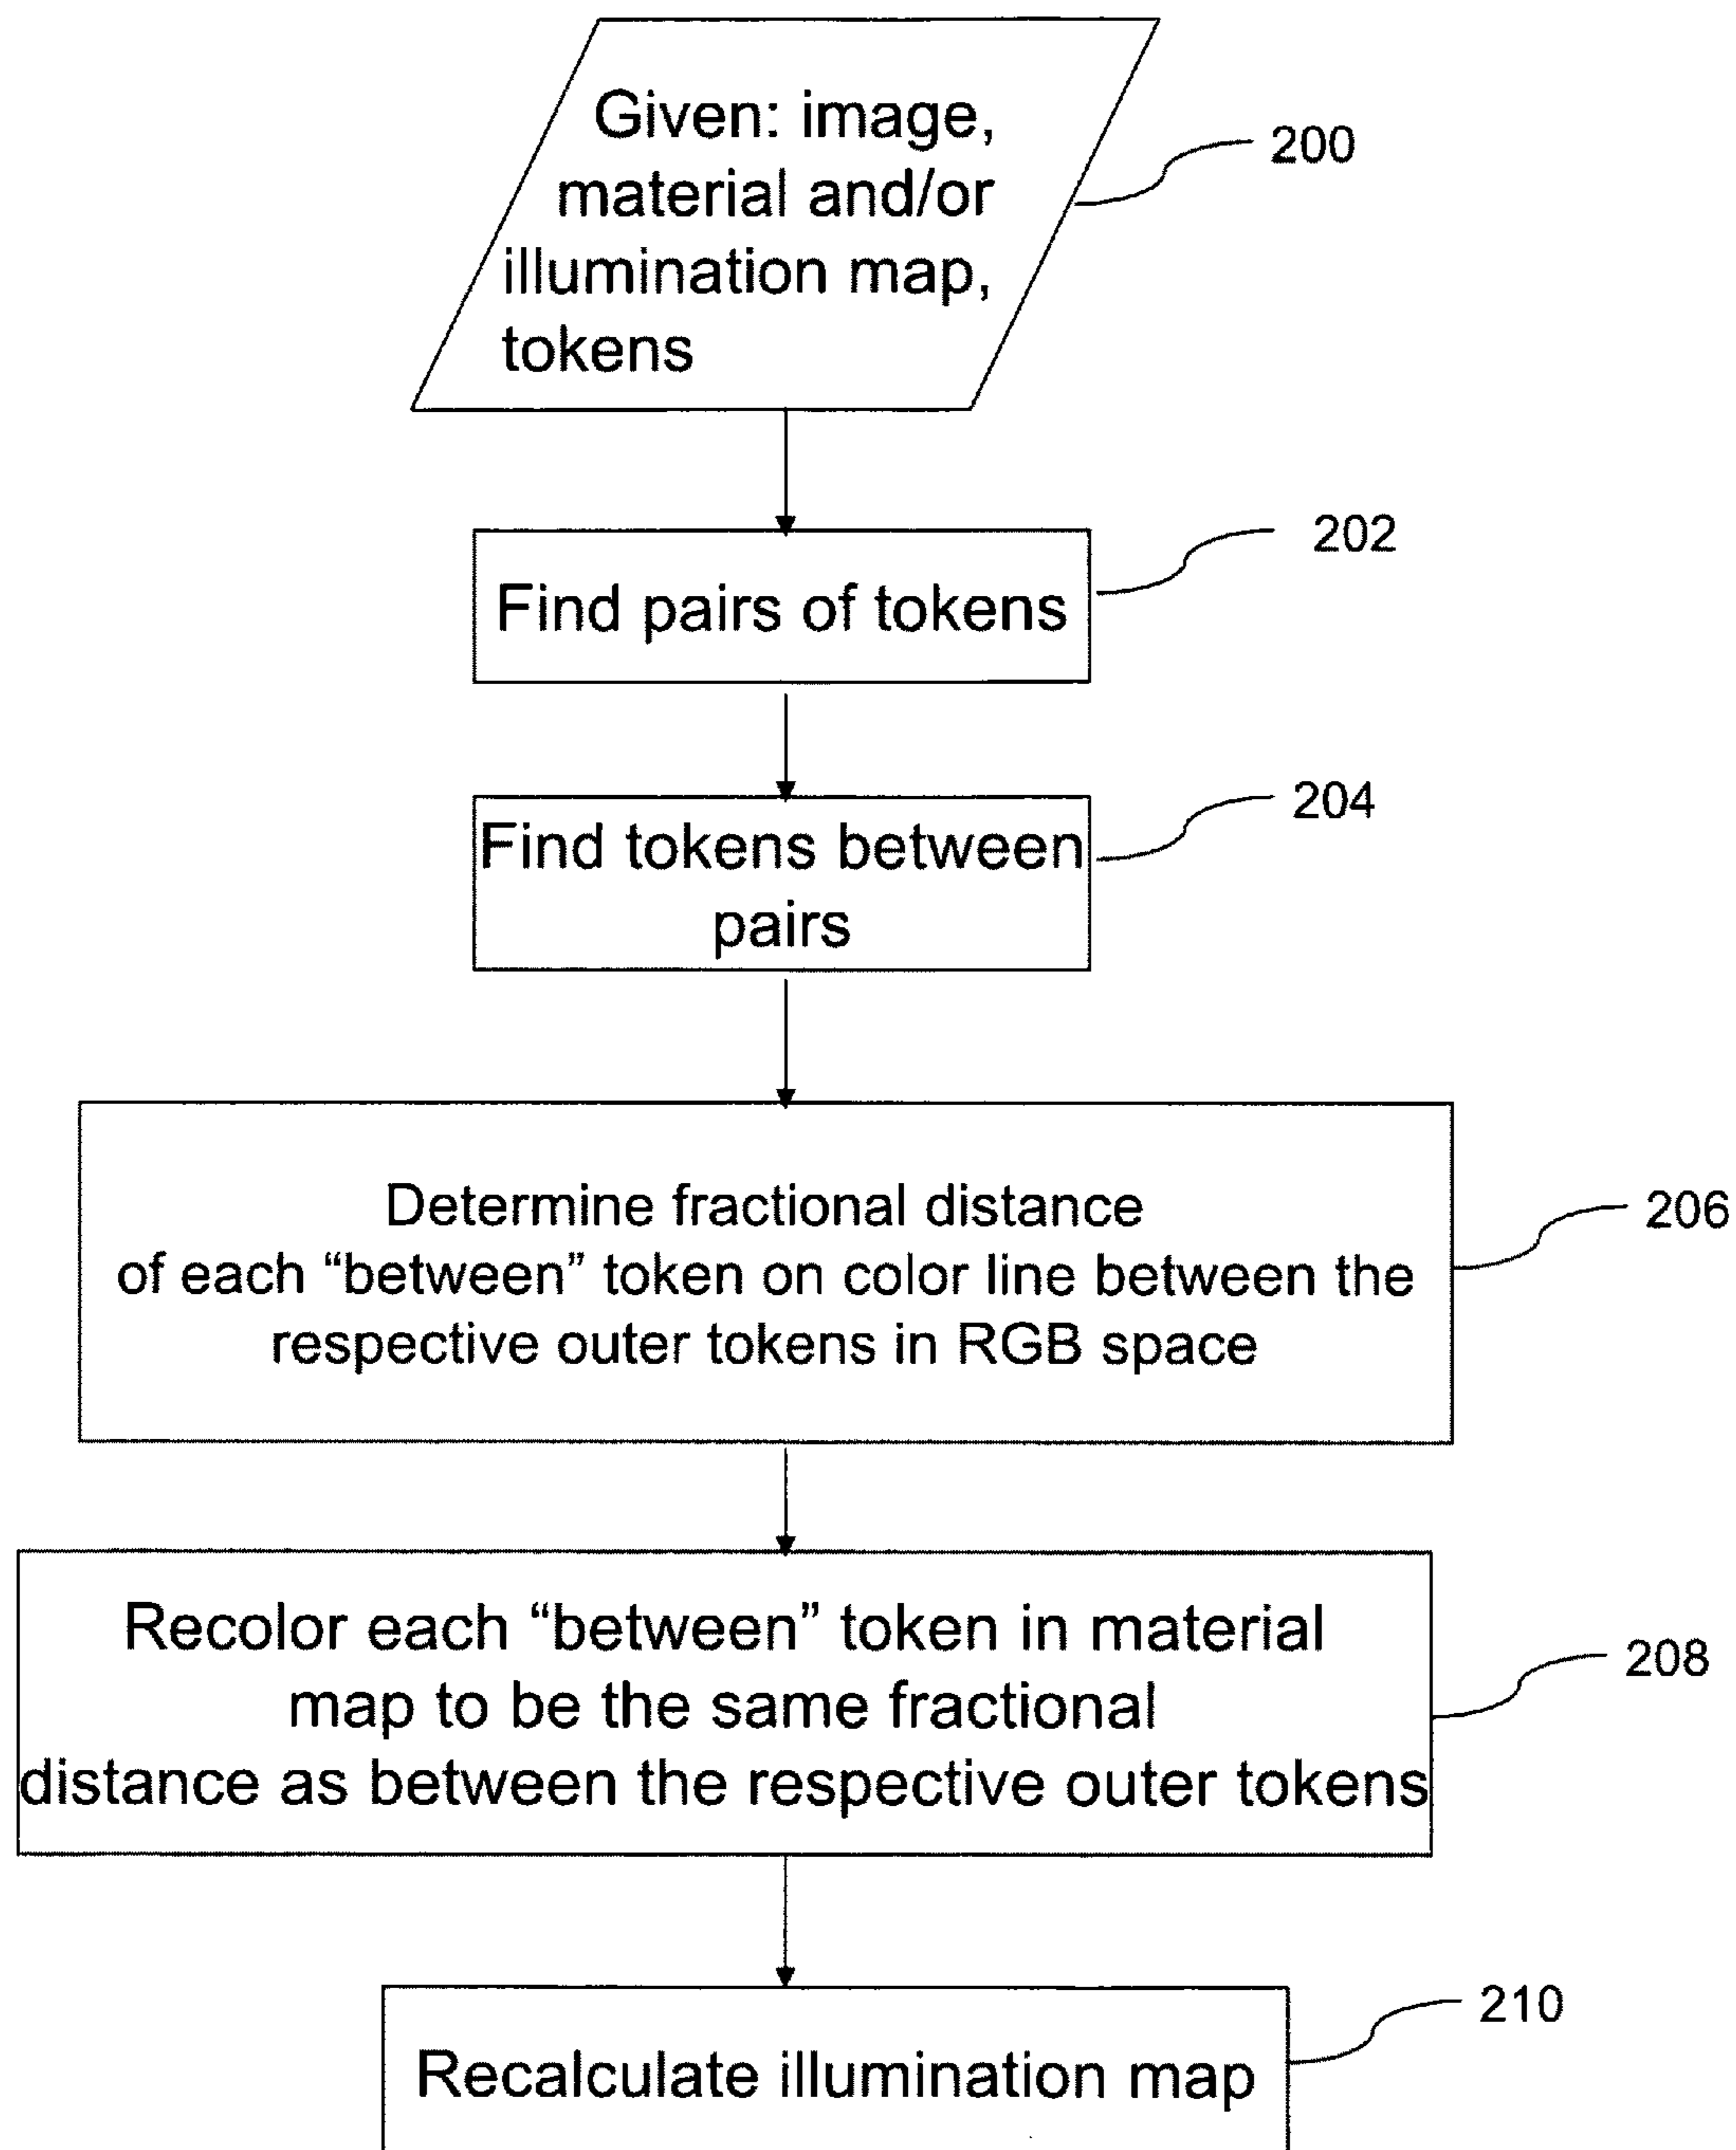 Given: image,
material and/or
illumination map,
tokens
200
Find pairs of tokens
202
Find tokens between
pairs
204
Determine fractional distance
of each “between” token on color line between the
respective outer tokens in RGB space
206
Recolor each “between” token in material
map to be the same fractional
distance as between the respective outer tokens
208
Recalculate illumination map
210